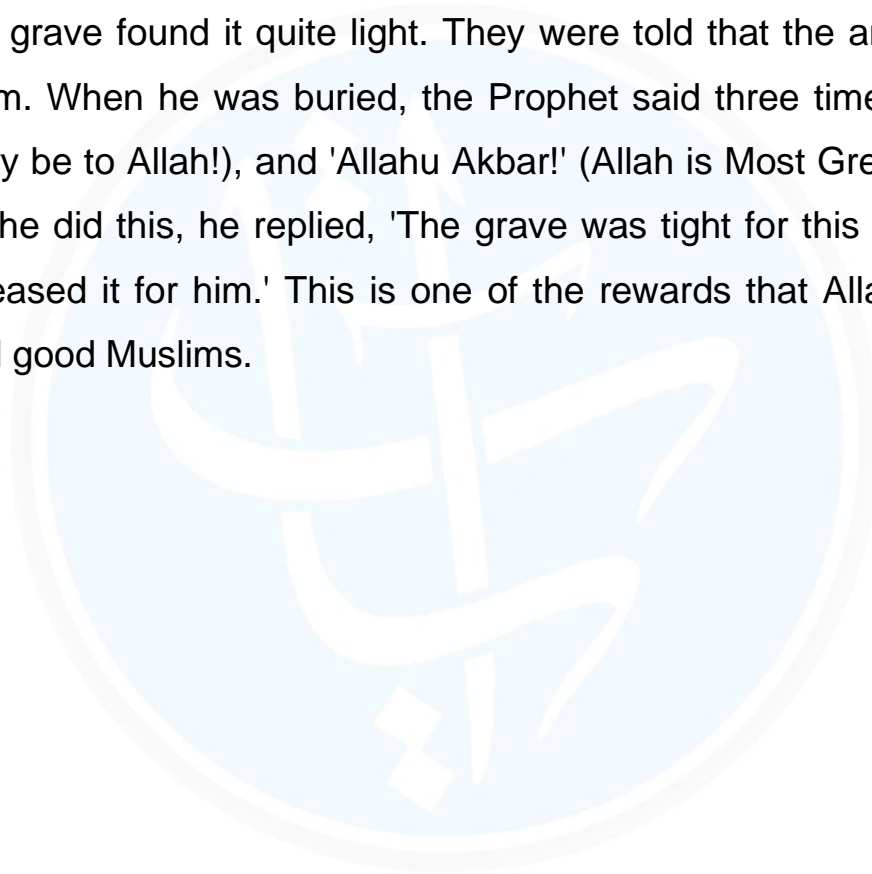 grave found it quite light. They were told that the a
m. When he was buried, the Prophet said three time
y be to Allah!), and 'Allahu Akbar!' (Allah is Most Gre
he did this, he replied, 'The grave was tight for this
eased it for him.' This is one of the rewards that Alla
good Muslims.